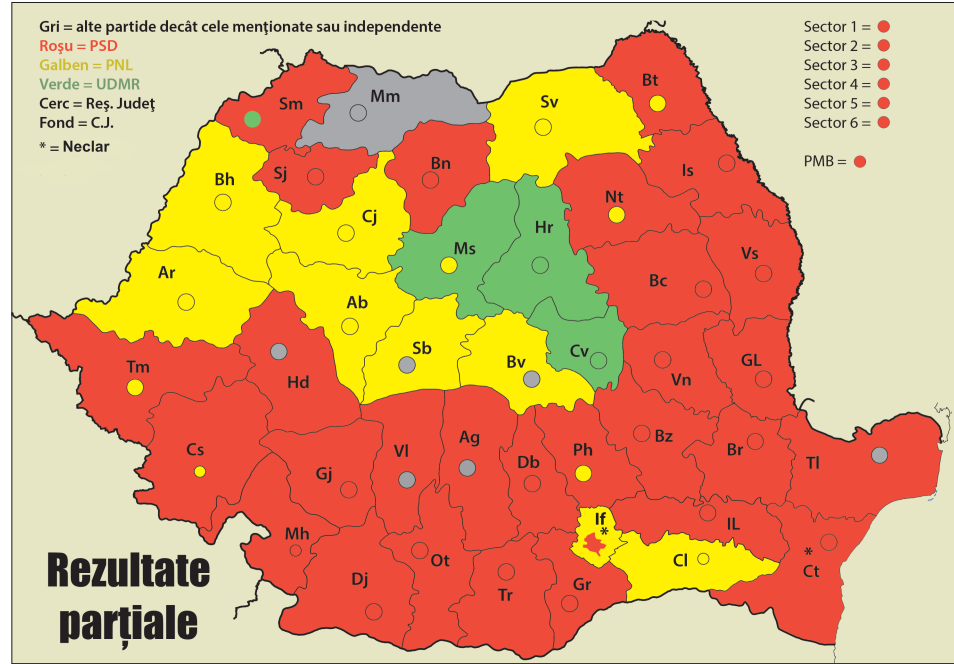 Gri = alte partide decât cele menţionate sau independente
Roşu = PSD
Galben = PNL
Verde = UDMR
Cerc = Reş. Judeţ
Fond = C.J.
* = Neclar
Sector 1 =
Sector 2 =
Sector 3 =
Sector 4 =
Sector 5 =
Sector 6 =
PMB =
Sm
Mm
Sv
Bt
Bh
Sj
Bn
Is
Cj
Nt
Ms
Hr
Vs
Ar
Ab
Bc
Tm
Hd
Sb
Bv
Cv
Vn
GL
Cs
Gj
Vl
Ag
Db
Ph
Bz
Br
Tl
Mh
Ot
If
*
IL
Cl
*
Ct
Dj
Tr
Gr
Rezultate
parțiale